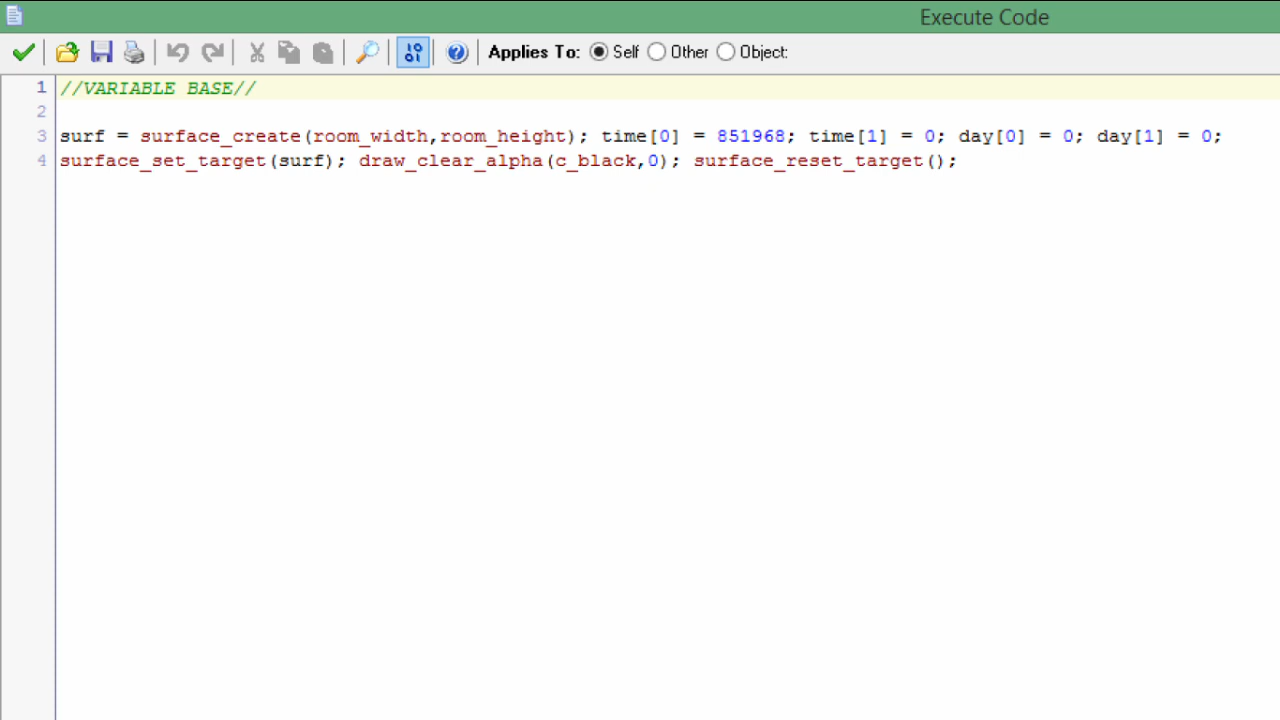 Execute Code
Applies To: Self Other Object:
1 //VARIABLE BASE//
2
3 surf = surface_create(room_width,room_height); time[0] = 851968; time[1] = 0; day[0] = 0; day[1] = 0;
4 surface_set_target(surf); draw_clear_alpha(c_black,0); surface_reset_target();